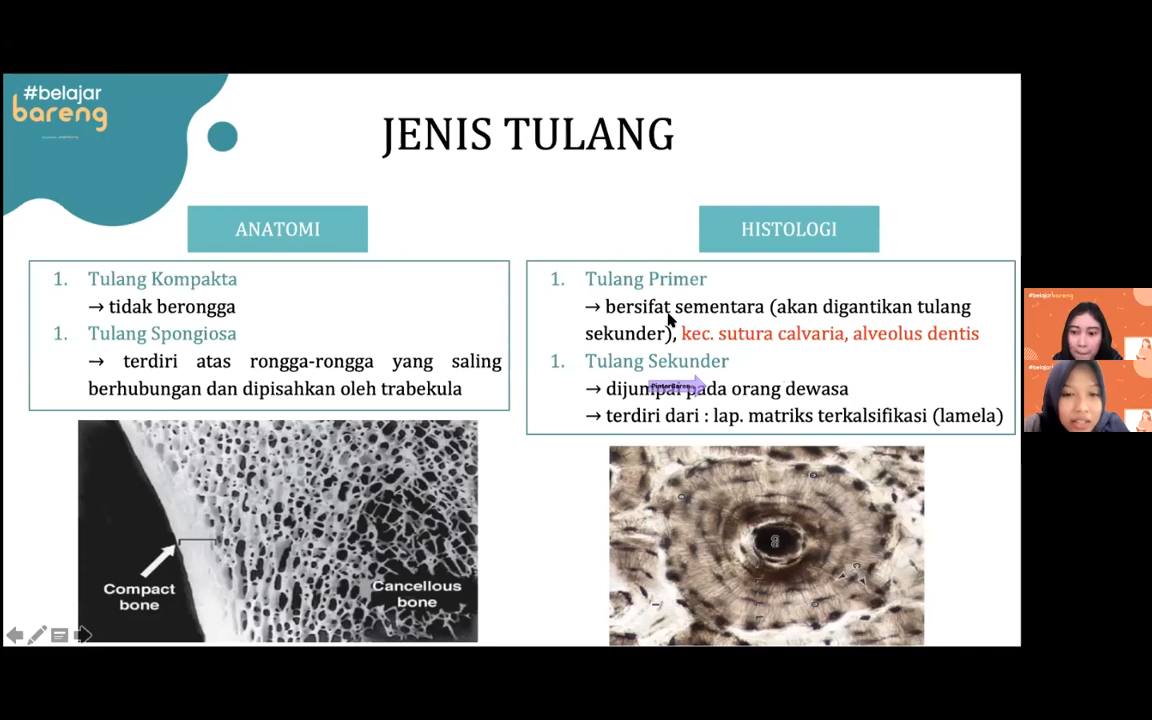 #belajar
bareng
JENIS TULANG
ANATOMI
1. Tulang Kompakta
→ tidak berongga
1. Tulang Spongiosa
→ terdiri atas rongga-rongga yang saling
berhubungan dan dipisahkan oleh trabekula
Compact
bone
Cancellous
bone
HISTOLOGI
1. Tulang Primer
→ bersifat sementara (akan digantikan tulang
sekunder), kec. sutura calvaria, alveolus dentis
1. Tulang Sekunder
→ dijumpai pada orang dewasa
→ terdiri dari : lap. matriks terkalsifikasi (lamela)
#belajarbareng
#belajarbareng